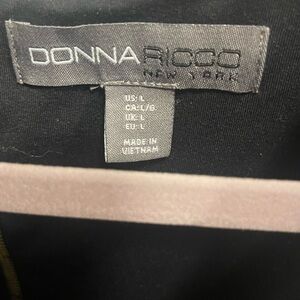 DONNA RICCO
NEW YORK
US: L
CA: L/G
UK: L
EU: L
MADE IN
VIETNAM